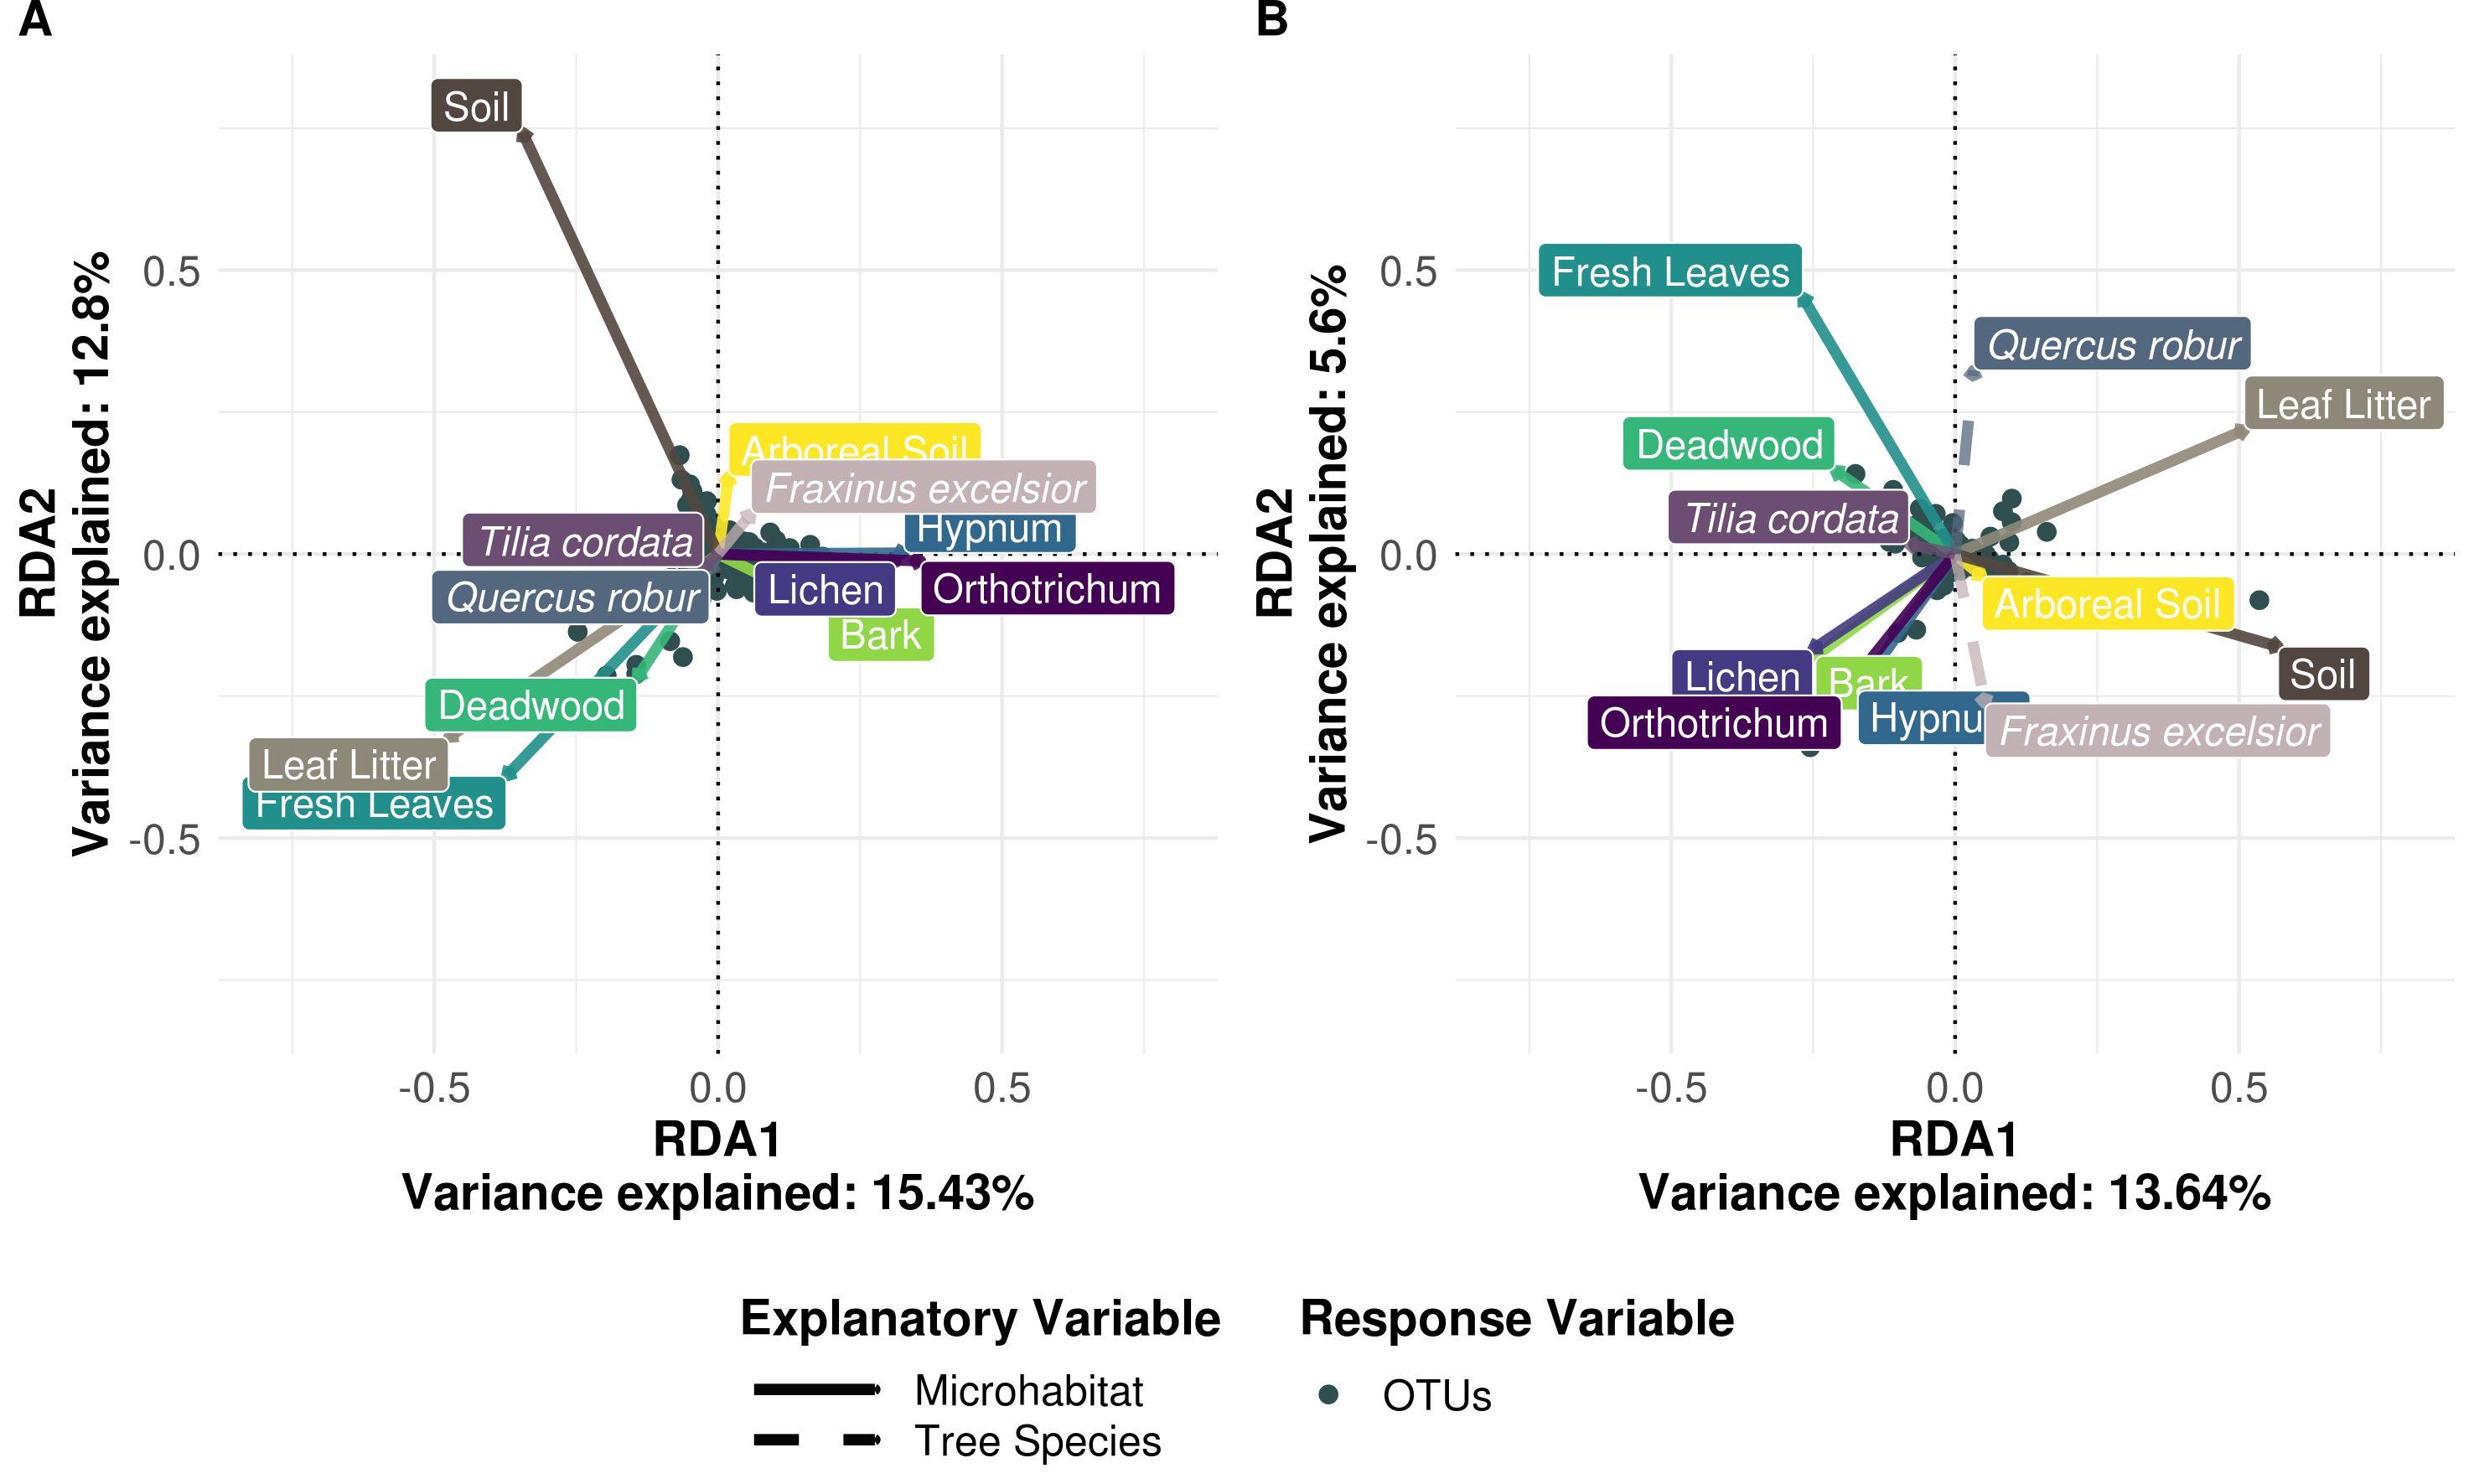 A
RDA2
Variance explained: 12.8%
0.5
0.0
-0.5
Soil
Arboreal Soil
Fraxinus excelsior
Hypnum
Tilia cordata
Quercus robur
Lichen
Orthotrichum
Bark
Deadwood
Leaf Litter
Fresh Leaves
-0.5
0.0
0.5
RDA1
Variance explained: 15.43%
B
RDA2
Variance explained: 5.6%
0.5
0.0
-0.5
Fresh Leaves
Quercus robur
Leaf Litter
Deadwood
Tilia cordata
Arboreal Soil
Lichen
Bark
Soil
Orthotrichum
Hypnu
Fraxinus excelsior
-0.5
0.0
0.5
RDA1
Variance explained: 13.64%
Explanatory Variable
Microhabitat
Tree Species
Response Variable
OTUs